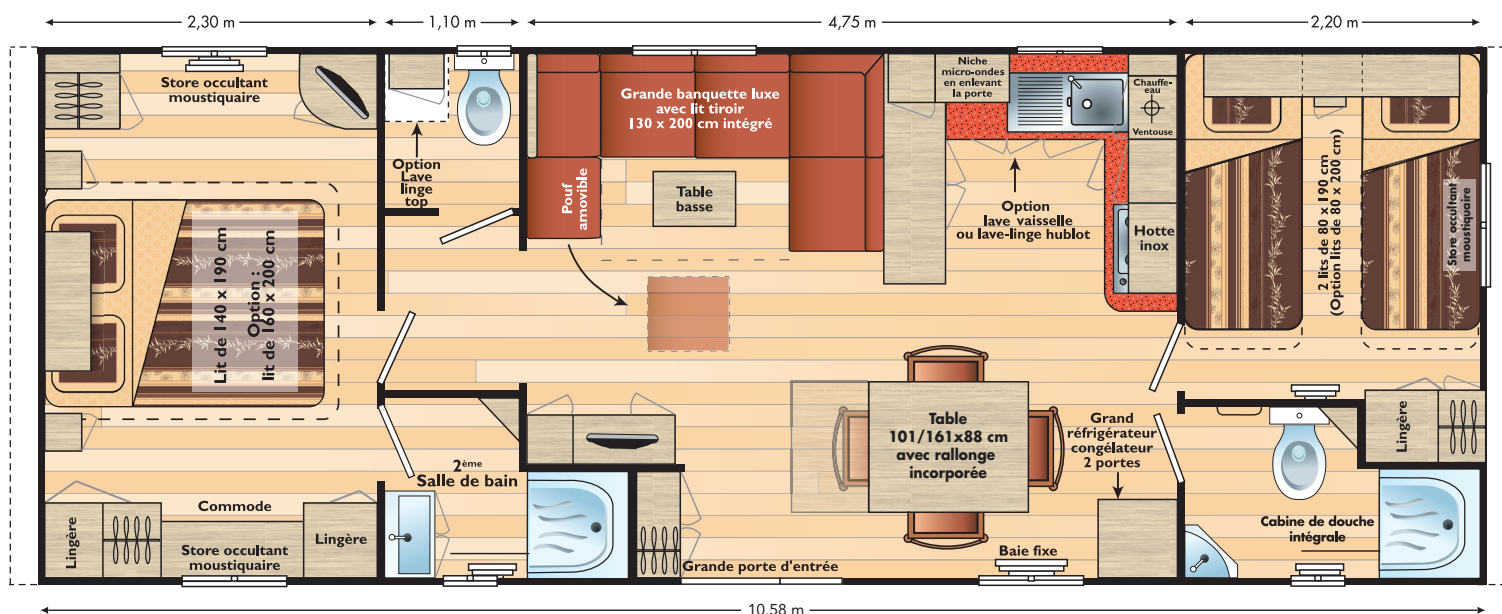 2,30 m
1,10 m
4,75 m
2,20 m
Store occultant
moustiquaire
Option
Lave
linge
top
Grande banquette luxe
avec lit tiroir
130 x 200 cm intégré
Pouf
amovible
Table
basse
Niche
micro-ondes
en enlevant
la porte
Chauffe-
eau
Ventouse
Option
lave vaisselle
ou lave-linge hublot
Hotte
inox
2 lits de 80 x 190 cm
(Option lits de 80 x 200 cm)
Store occultant
moustiquaire
Lit de 140 x 190 cm
Option :
lit de 160 x 200 cm
2ème
Salle de bain
Table
101/161x88 cm
avec rallonge
incorporée
Grand
réfrigérateur
congélateur
2 portes
Lingère
Commode
Lingère
Lingère
Store occultant
moustiquaire
Cabine de douche
intégrale
Grande porte d'entrée
Baie fixe
10,58 m